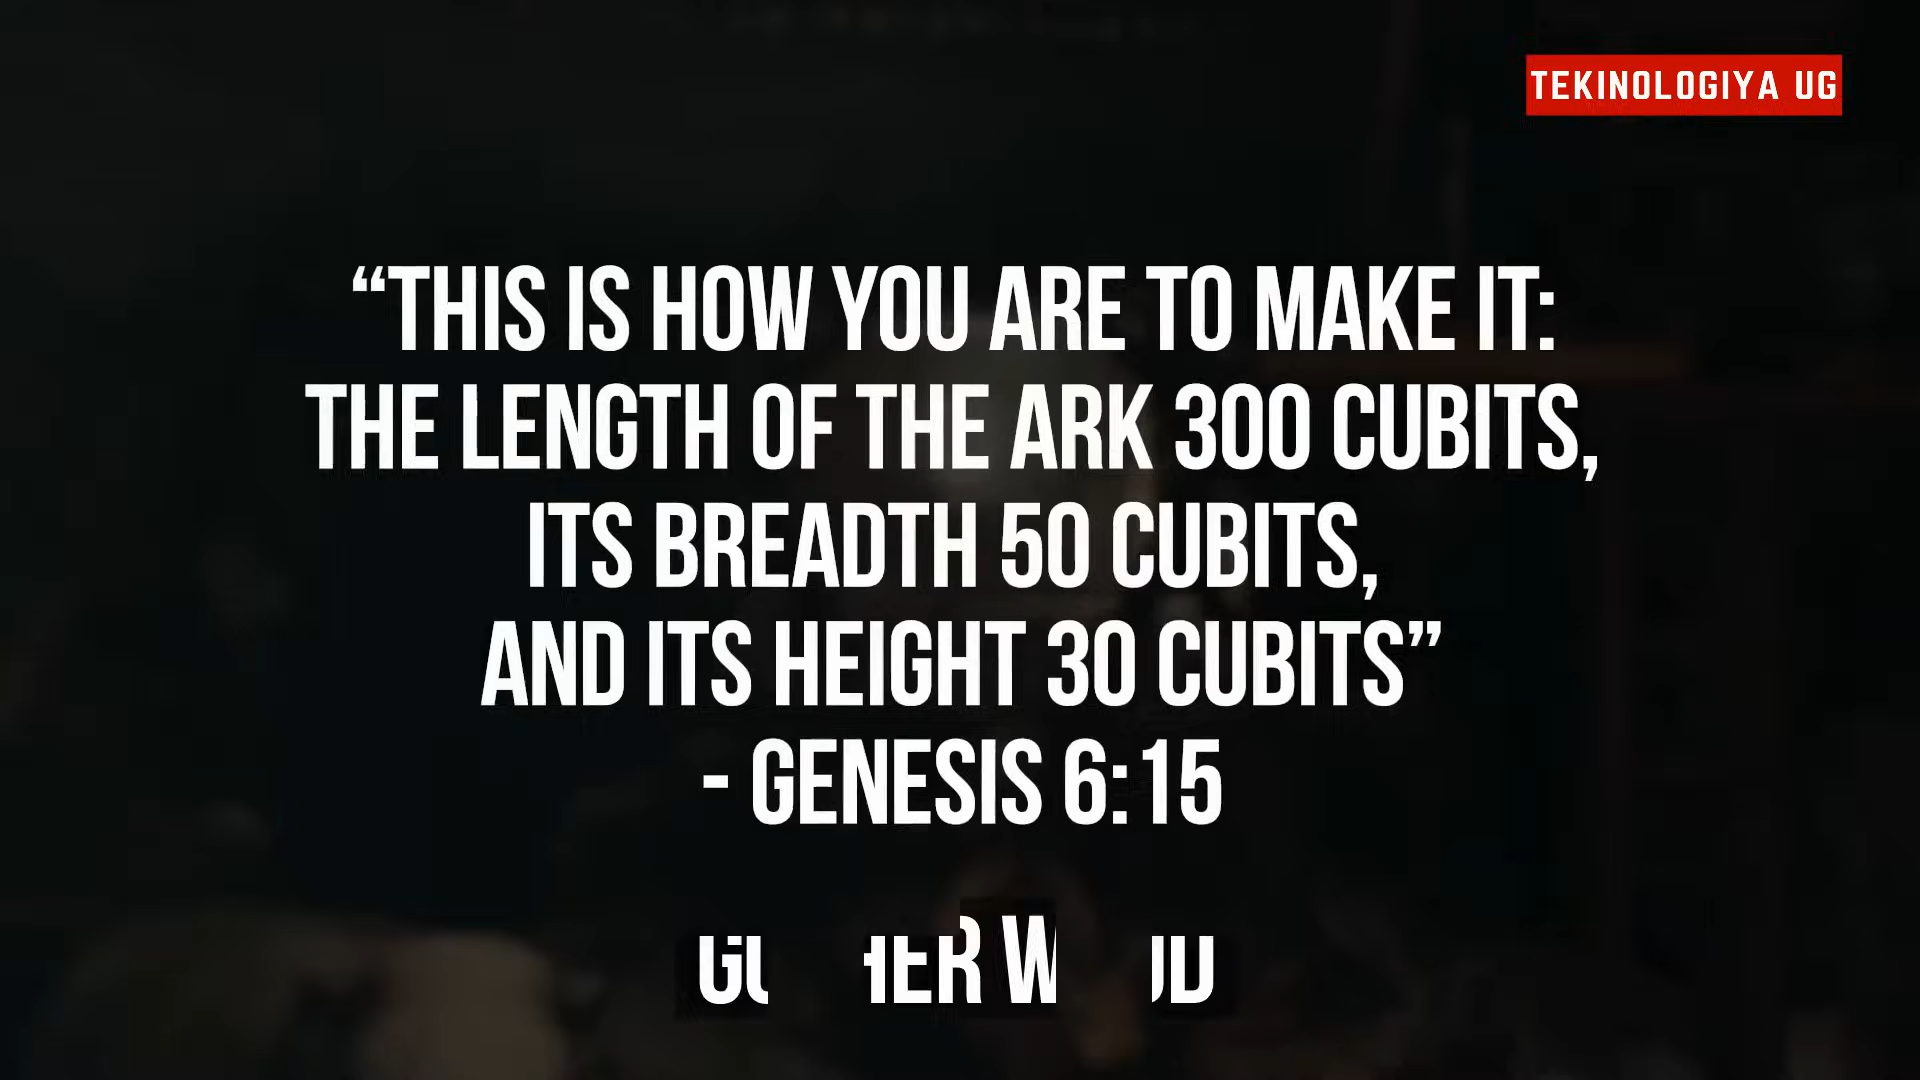 TEKINOLOGIYA UG
“THIS IS HOW YOU ARE TO MAKE IT:
THE LENGTH OF THE ARK 300 CUBITS,
ITS BREADTH 50 CUBITS,
AND ITS HEIGHT 30 CUBITS”
- GENESIS 6:15